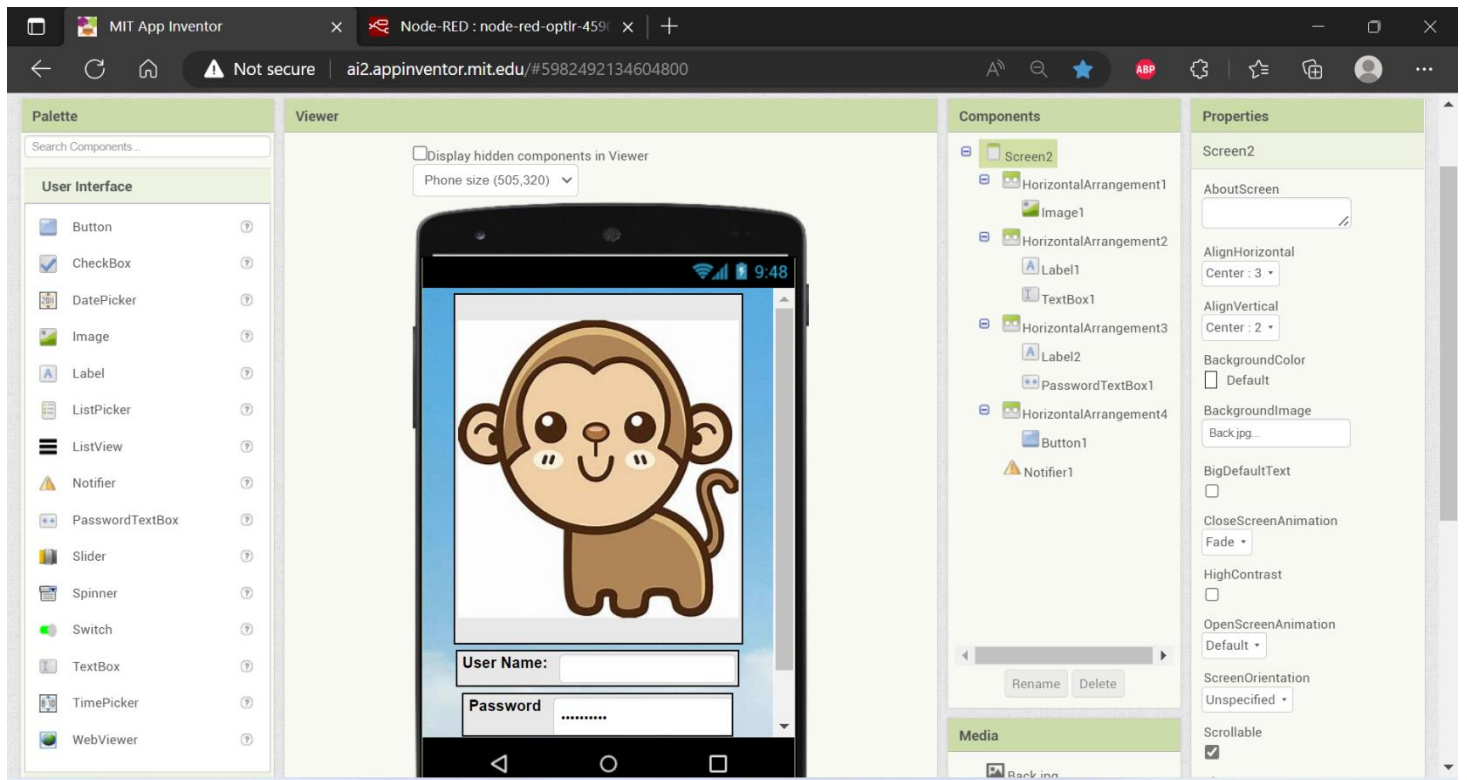 MIT App Inventor
Node-RED : node-red-optlr-459
Not secure
ai2.appinventor.mit.edu/#5982492134604800
ABP
Palette
Search Components...
User Interface
Button
CheckBox
DatePicker
Image
Label
ListPicker
ListView
Notifier
PasswordTextBox
Slider
Spinner
Switch
TextBox
TimePicker
WebViewer
Viewer
Display hidden components in Viewer
Phone size (505,320)
9:48
User Name:
Password
••••••••••
Components
Screen2
HorizontalArrangement1
Image1
HorizontalArrangement2
Label1
TextBox1
HorizontalArrangement3
Label2
PasswordTextBox1
HorizontalArrangement4
Button1
Notifier1
Rename Delete
Media
Back.jpg
Properties
Screen2
AboutScreen
AlignHorizontal
Center : 3
AlignVertical
Center : 2
BackgroundColor
Default
BackgroundImage
Back.jpg...
BigDefaultText
CloseScreenAnimation
Fade
HighContrast
OpenScreenAnimation
Default
ScreenOrientation
Unspecified
Scrollable